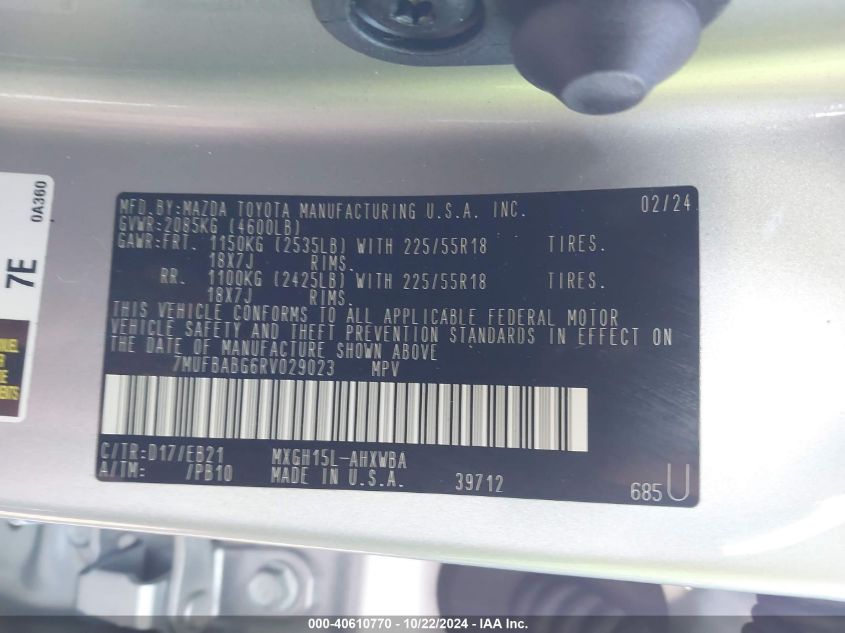 0A360
7E
MFD.BY:MAZDA TOYOTA MANUFACTURING U.S.A. INC. 02/24
GVWR:2085KG (4600LB)
GAWR:FRT. 1150KG (2535LB) WITH 225/55R18 TIRES.
18X7J RIMS.
RR. 1100KG (2425LB) WITH 225/55R18 TIRES.
18X7J RIMS.
THIS VEHICLE CONFORMS TO ALL APPLICABLE FEDERAL MOTOR
VEHICLE SAFETY AND THEFT PREVENTION STANDARDS IN EFFECT ON
THE DATE OF MANUFACTURE SHOWN ABOVE
7MUFBABG6RV029023 MPV
C/TR:D17/EB21 MXGH15L-AHXWBA
A/TM: /PB10 MADE IN U.S.A. 39712
685 U
000-40610770 - 10/22/2024 - © IAA, Inc.